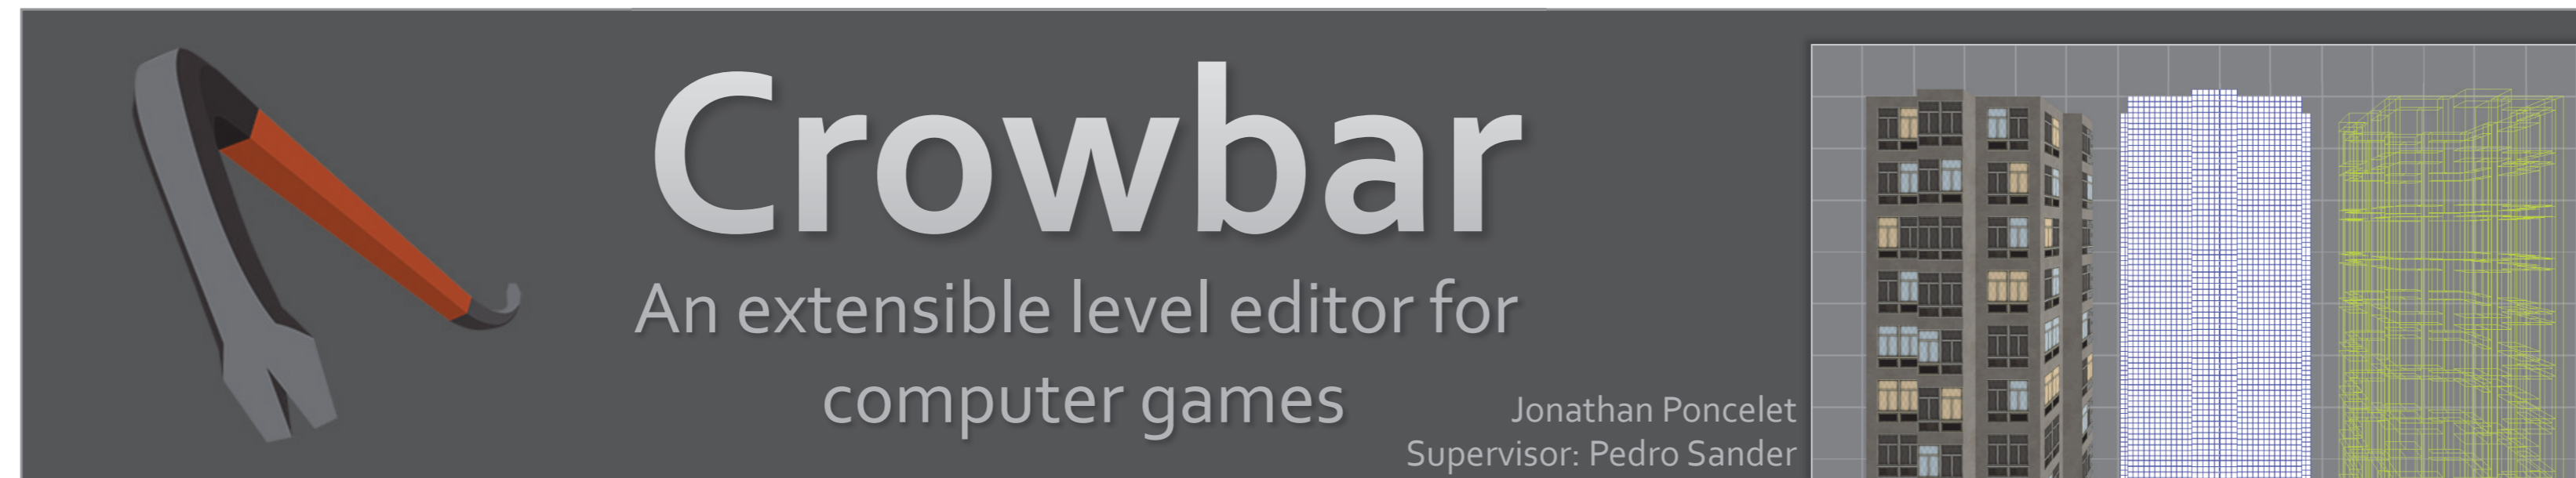 Crowbar
An extensible level editor for
computer games
Jonathan Poncelet
Supervisor: Pedro Sander